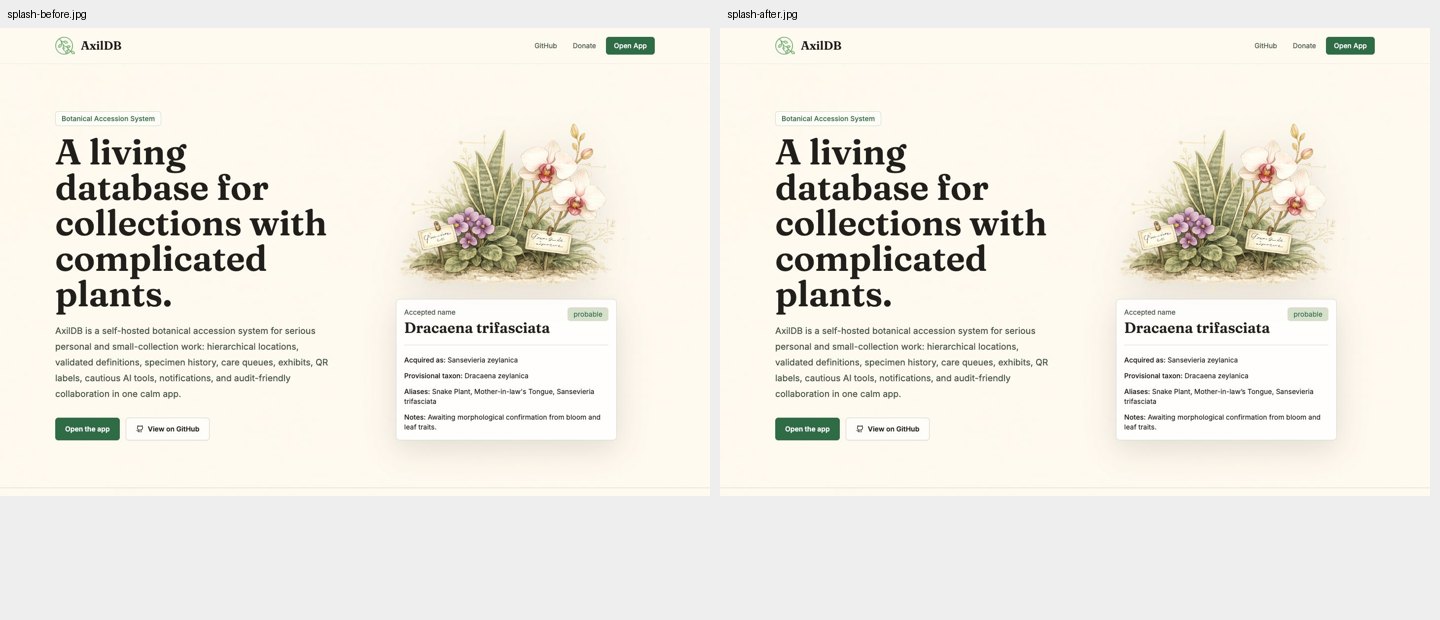 splash-before.jpg
AxilDB
GitHub
Donate
Open App
Botanical Accession System
A living
database for
collections with
complicated
plants.
AxilDB is a self-hosted botanical accession system for serious
personal and small-collection work: hierarchical locations,
validated definitions, specimen history, care queues, exhibits, QR
labels, cautious AI tools, notifications, and audit-friendly
collaboration in one calm app.
Open the app
View on GitHub
Accepted name
probable
Dracaena trifasciata
Acquired as: Sansevieria zeylanica
Provisional taxon: Dracaena zeylanica
Aliases: Snake Plant, Mother-in-law's Tongue, Sansevieria
trifasciata
Notes: Awaiting morphological confirmation from bloom and
leaf traits.
splash-after.jpg
AxilDB
GitHub
Donate
Open App
Botanical Accession System
A living
database for
collections with
complicated
plants.
AxilDB is a self-hosted botanical accession system for serious
personal and small-collection work: hierarchical locations,
validated definitions, specimen history, care queues, exhibits, QR
labels, cautious AI tools, notifications, and audit-friendly
collaboration in one calm app.
Open the app
View on GitHub
Accepted name
probable
Dracaena trifasciata
Acquired as: Sansevieria zeylanica
Provisional taxon: Dracaena zeylanica
Aliases: Snake Plant, Mother-in-law's Tongue, Sansevieria
trifasciata
Notes: Awaiting morphological confirmation from bloom and
leaf traits.